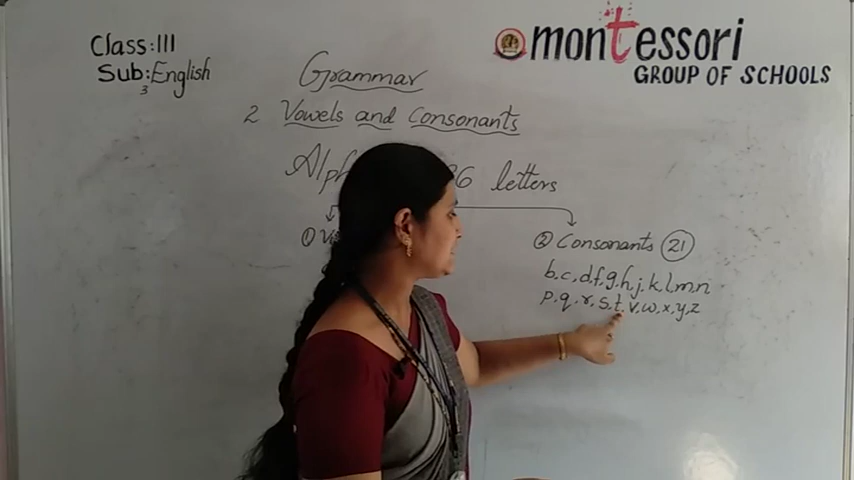 Class:III
Sub:English
3
montessori
GROUP OF SCHOOLS
Grammar
2 Vowels and Consonants
letters
② Consonants 21
b,c,d,f,g,h,j,k,l,m,n
p,q,r,s,t,v,w,x,y,z